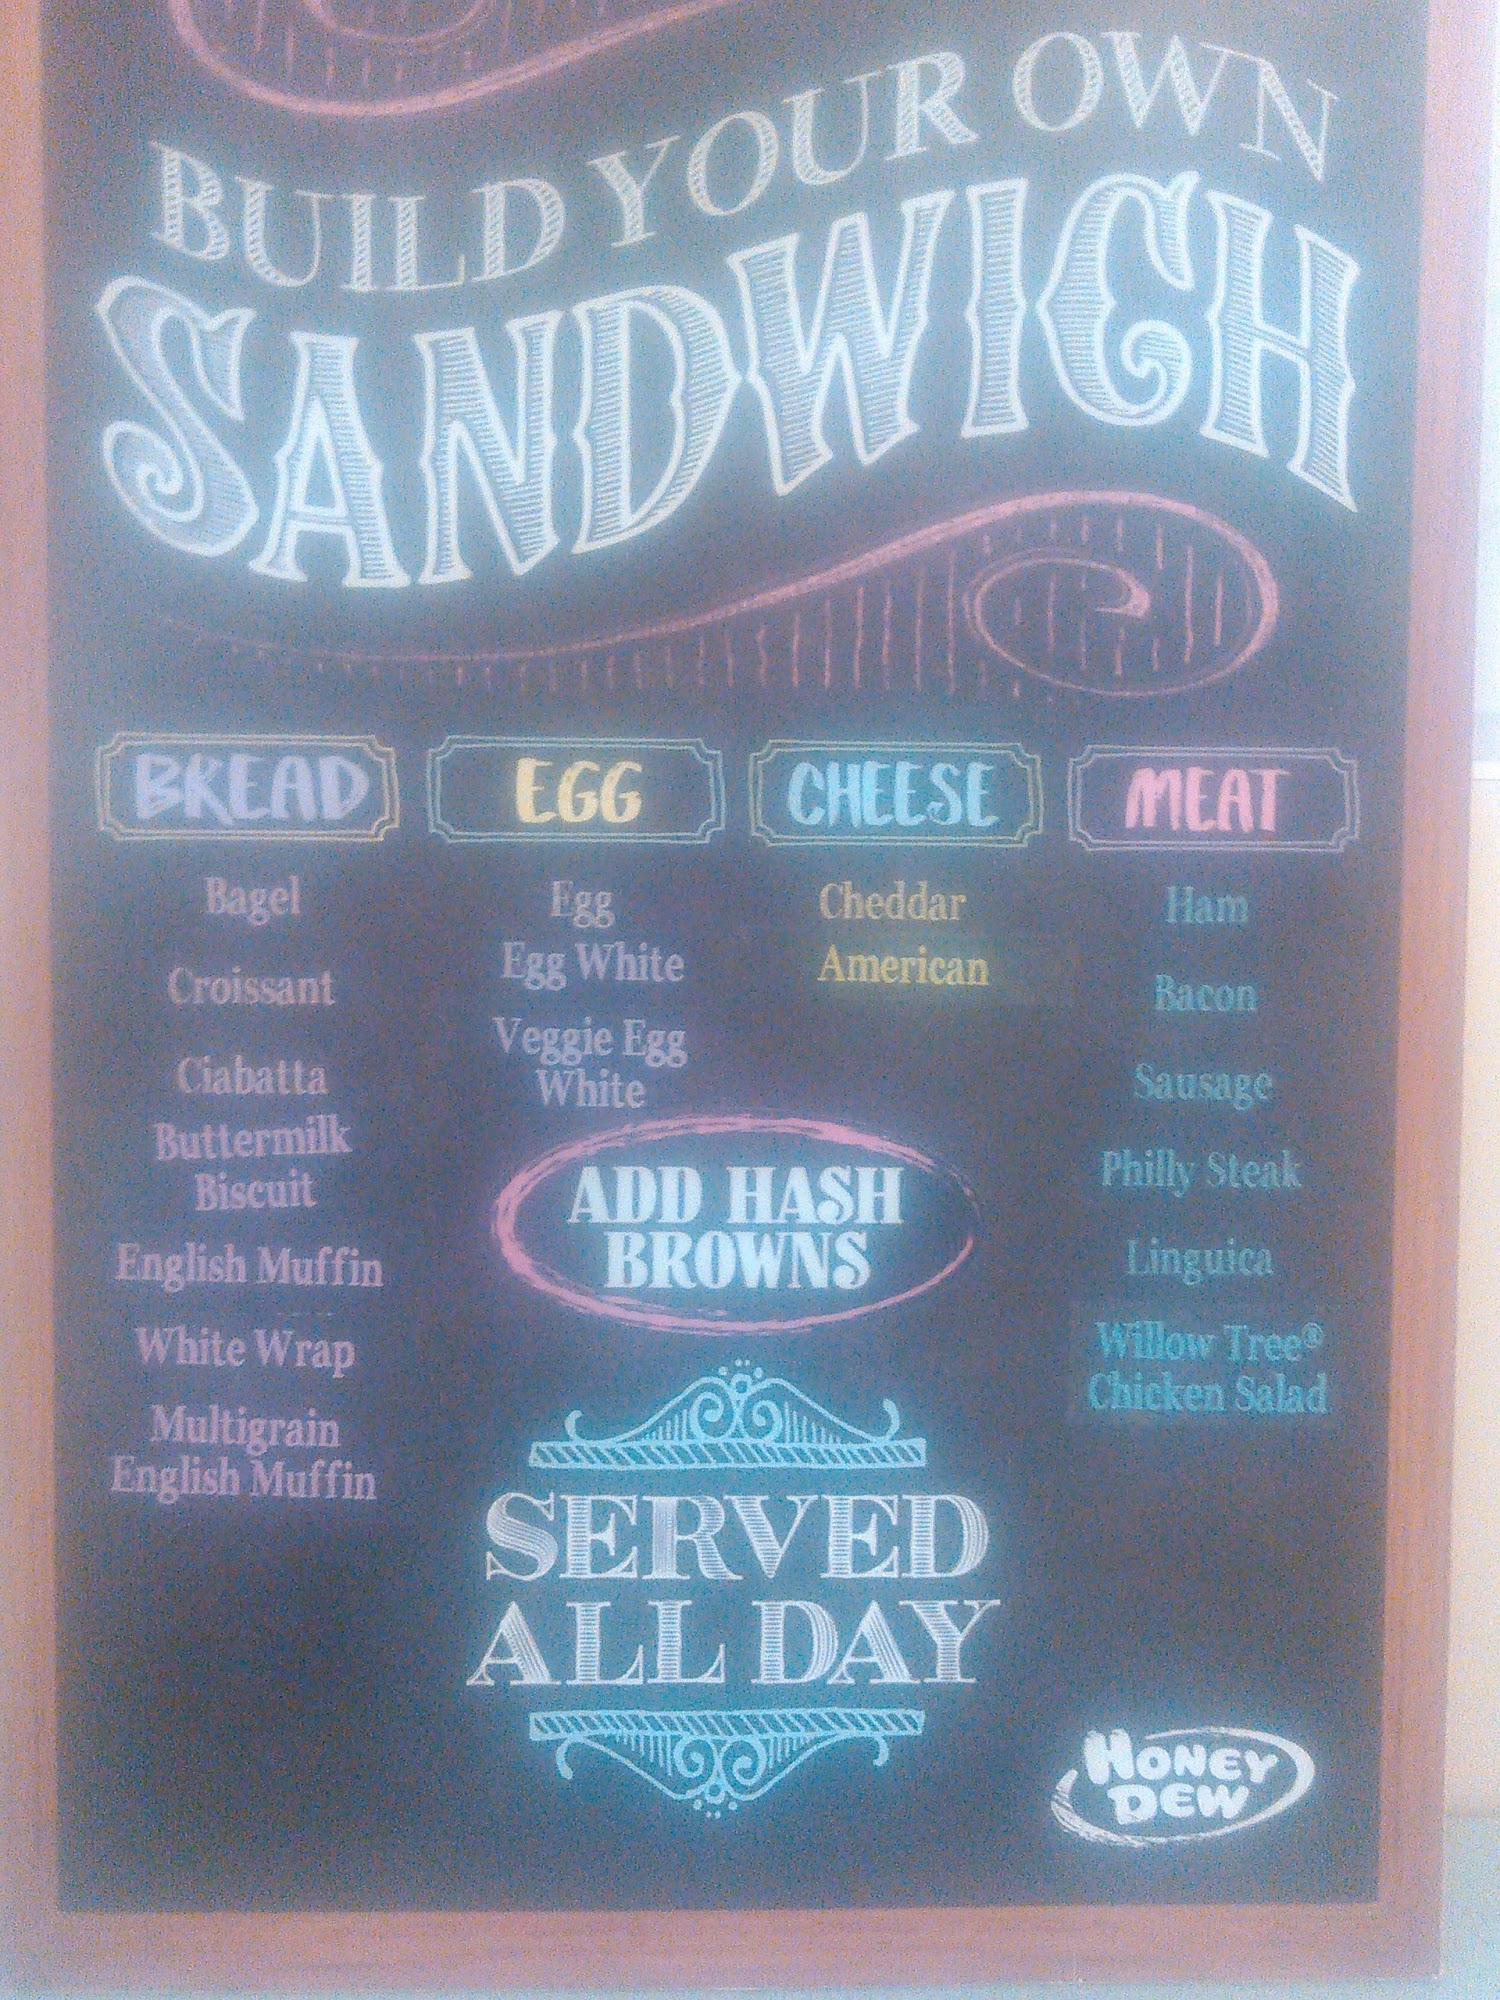 BUILD YOUR OWN
SANDWICH
BREAD
Bagel
Croissant
Ciabatta
Buttermilk
Biscuit
English Muffin
White Wrap
Multigrain
English Muffin
EGG
Egg
Egg White
Veggie Egg
White
CHEESE
Cheddar
American
MEAT
Ham
Bacon
Sausage
Philly Steak
Linguica
Willow Tree®
Chicken Salad
ADD HASH
BROWNS
SERVED
ALL DAY
HONEY
DEW